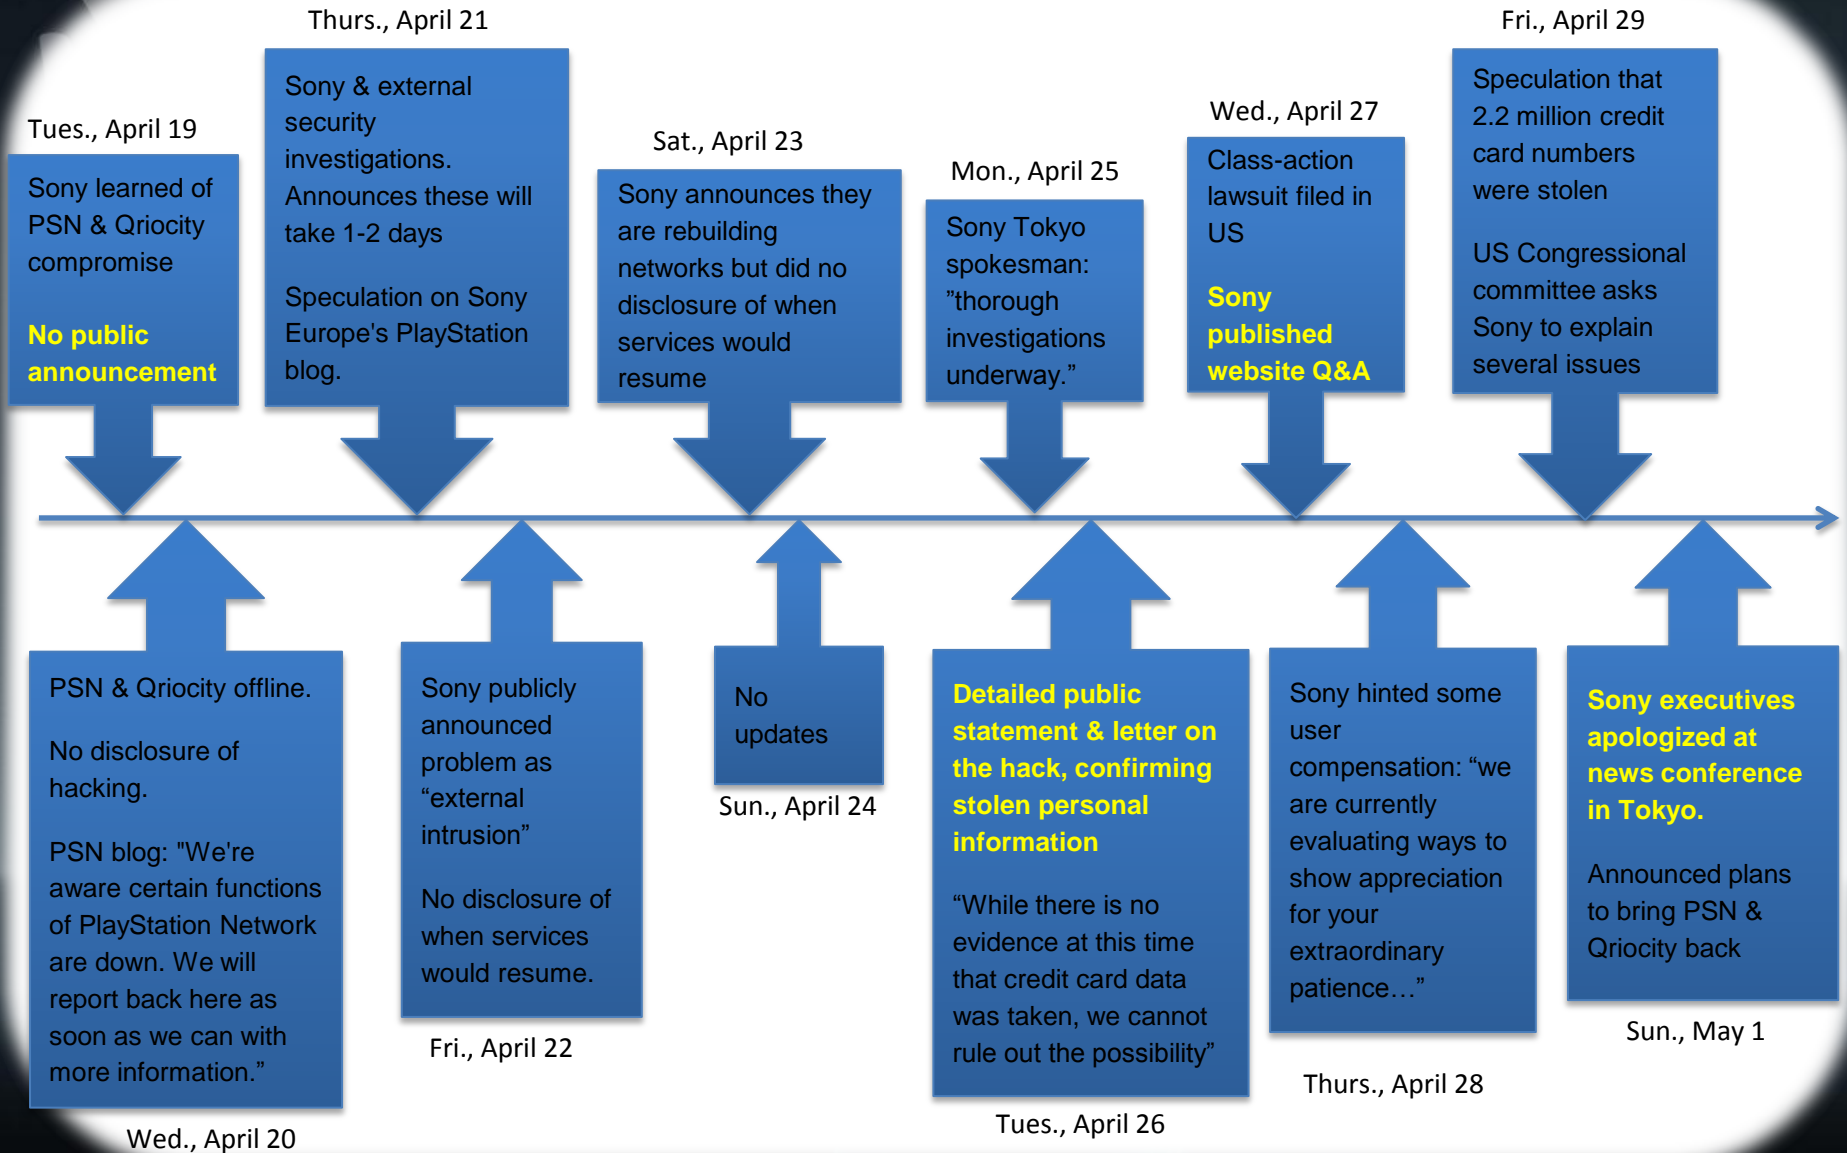 Thurs., April 21
Fri., April 29
Tues., April 19
Sat., April 23
Wed., April 27
Mon., April 25
Sony learned of
PSN & Qriocity
compromise
No public
announcement
Sony & external
security
investigations.
Announces these will
take 1-2 days
Speculation on Sony
Europe's PlayStation
blog.
Sony announces they
are rebuilding
networks but did no
disclosure of when
services would
resume
Sony Tokyo
spokesman:
”thorough
investigations
underway.”
Class-action
lawsuit filed in
US
Sony
published
website Q&A
Speculation that
2.2 million credit
card numbers
were stolen
US Congressional
committee asks
Sony to explain
several issues
PSN & Qriocity offline.
No disclosure of
hacking.
PSN blog: "We're
aware certain functions
of PlayStation Network
are down. We will
report back here as
soon as we can with
more information.”
Wed., April 20
Sony publicly
announced
problem as
“external
intrusion”
No disclosure of
when services
would resume.
Fri., April 22
No
updates
Sun., April 24
Detailed public
statement & letter on
the hack, confirming
stolen personal
information
“While there is no
evidence at this time
that credit card data
was taken, we cannot
rule out the possibility”
Tues., April 26
Sony hinted some
user
compensation: “we
are currently
evaluating ways to
show appreciation
for your
extraordinary
patience…”
Thurs., April 28
Sony executives
apologized at
news conference
in Tokyo.
Announced plans
to bring PSN &
Qriocity back
Sun., May 1